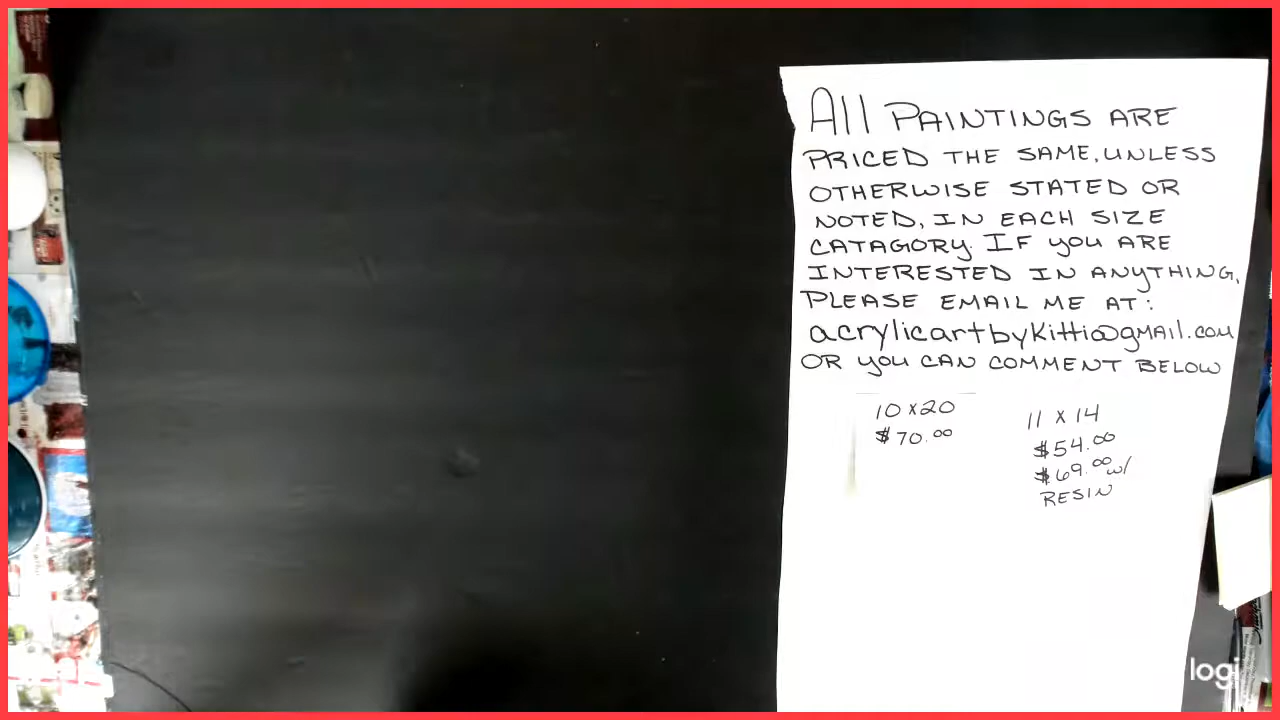 All PAINTINGS ARE
PRICED THE SAME, UNLESS
OTHERWISE STATED OR
NOTED, IN EACH SIZE
CATAGORY. IF YOU ARE
INTERESTED IN ANYTHING,
PLEASE EMAIL ME AT:
acrylicartbykitti@gmail.com
OR YOU CAN COMMENT BELOW
10 X 20
$70.00
11 X 14
$54.00
$69.00 w/
RESIN
logi